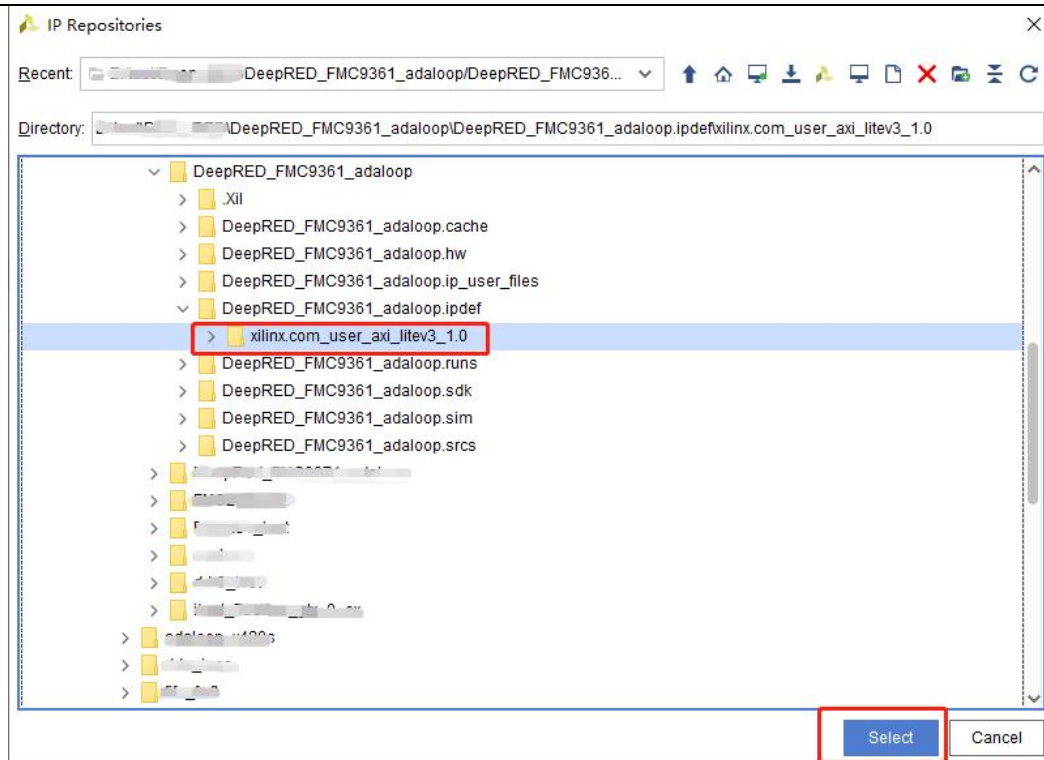 IP Repositories
Recent: DeepRED_FMC9361_adaloop/DeepRED_FMC936...
Directory: \DeepRED_FMC9361_adaloop\DeepRED_FMC9361_adaloop.ipdef\xilinx.com_user_axi_litev3_1.0
DeepRED_FMC9361_adaloop
.Xil
DeepRED_FMC9361_adaloop.cache
DeepRED_FMC9361_adaloop.hw
DeepRED_FMC9361_adaloop.ip_user_files
DeepRED_FMC9361_adaloop.ipdef
xilinx.com_user_axi_litev3_1.0
DeepRED_FMC9361_adaloop.runs
DeepRED_FMC9361_adaloop.sdk
DeepRED_FMC9361_adaloop.sim
DeepRED_FMC9361_adaloop.srcs
Select Cancel